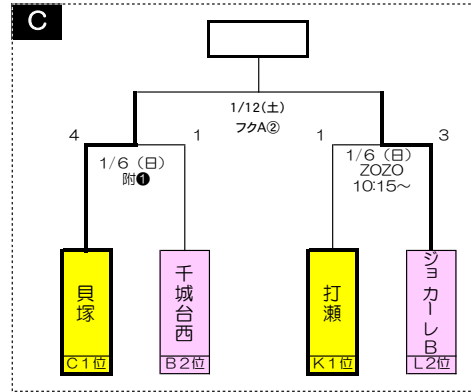 C
1/12(土)
フクA②
4
1
1
3
1/6 (日)
附❶
1/6 (日)
ZOZO
10:15～
貝塚
千城台西
打瀬
ジョカーレB
C1位
B2位
K1位
L2位